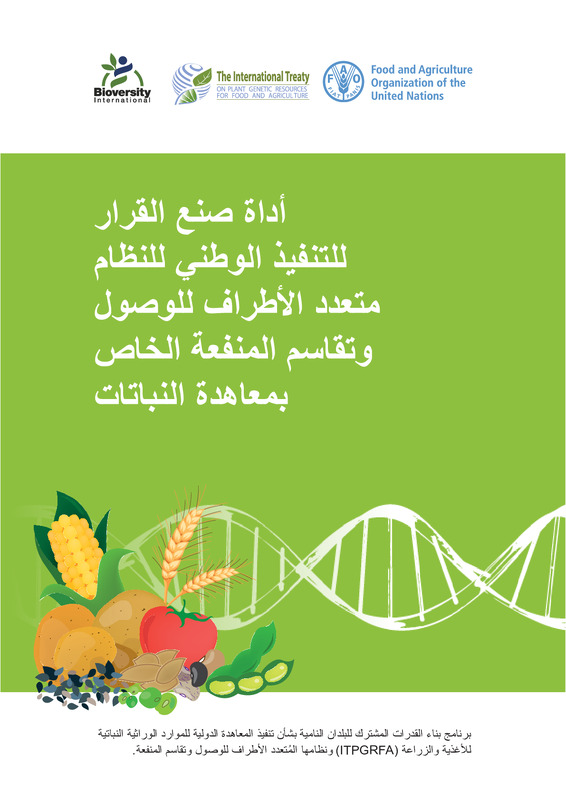 Bioversity
International
The International Treaty
ON PLANT GENETIC RESOURCES
FOR FOOD AND AGRICULTURE
F A O
FIAT PANIS
Food and Agriculture
Organization of the
United Nations
أداة صنع القرار
للتنفيذ الوطني للنظام
متعدد الأطراف للوصول
وتقاسم المنفعة الخاص
بمعاهدة النباتات
برنامج بناء القدرات المشترك للبلدان النامية بشأن تنفيذ المعاهدة الدولية للموارد الوراثية النباتية
للأغذية والزراعة (ITPGRFA) ونظامها المُتعدد الأطراف للوصول وتقاسم المنفعة.